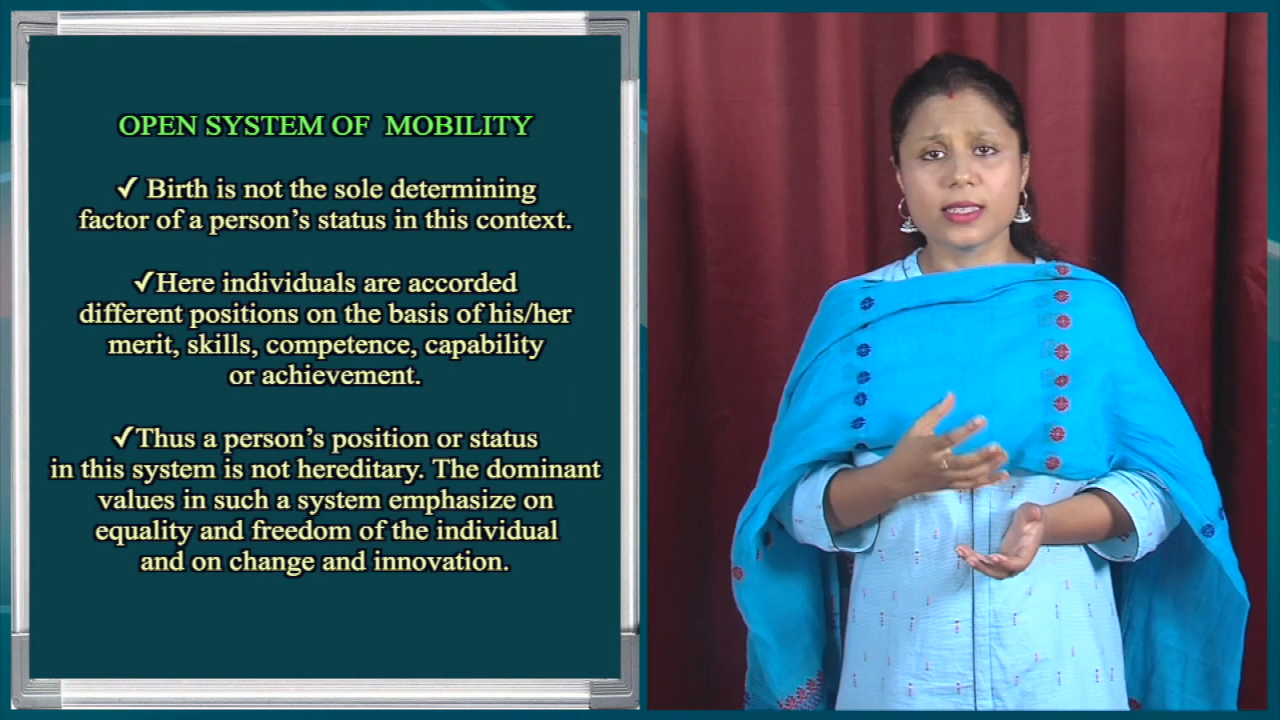 OPEN SYSTEM OF MOBILITY
✓ Birth is not the sole determining
factor of a person’s status in this context.
✓Here individuals are accorded
different positions on the basis of his/her
merit, skills, competence, capability
or achievement.
✓Thus a person’s position or status
in this system is not hereditary. The dominant
values in such a system emphasize on
equality and freedom of the individual
and on change and innovation.